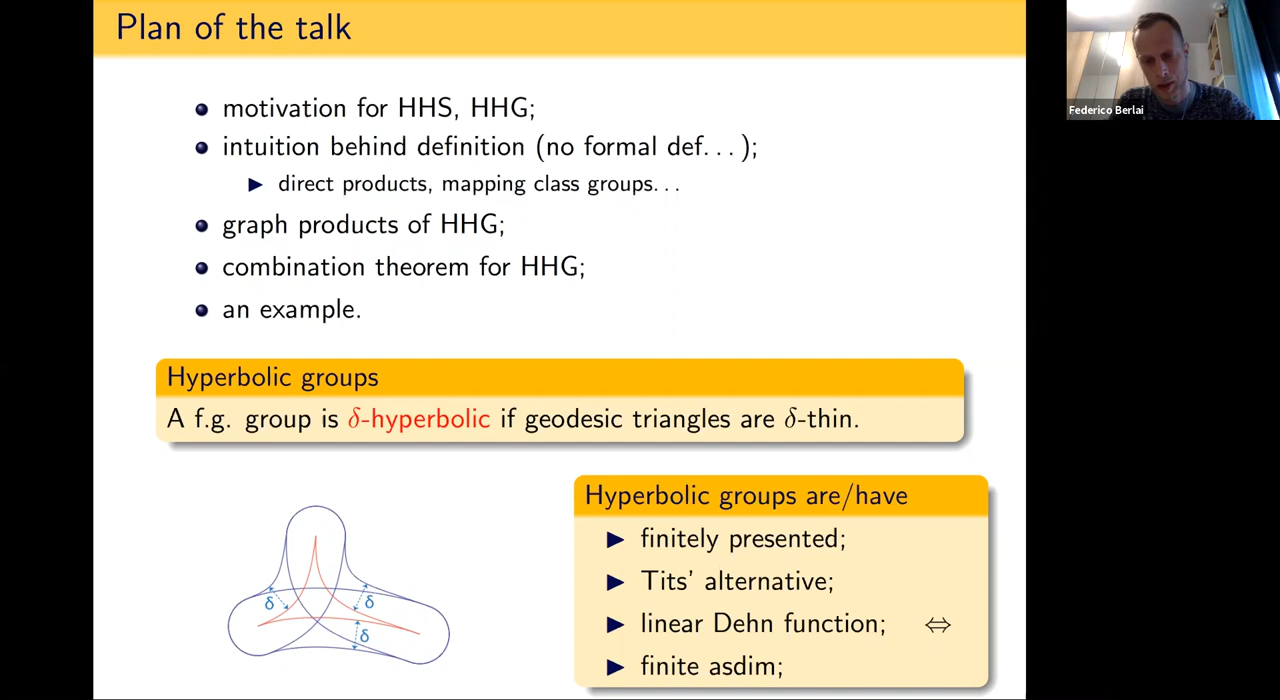 Plan of the talk
Federico Berlai
motivation for HHS, HHG;
intuition behind definition (no formal def. . . );
direct products, mapping class groups. . .
graph products of HHG;
combination theorem for HHG;
an example.
Hyperbolic groups
A f.g. group is δ-hyperbolic if geodesic triangles are δ-thin.
Hyperbolic groups are/have
finitely presented;
Tits' alternative;
linear Dehn function; ⇔
finite asdim;
δ
δ
δ